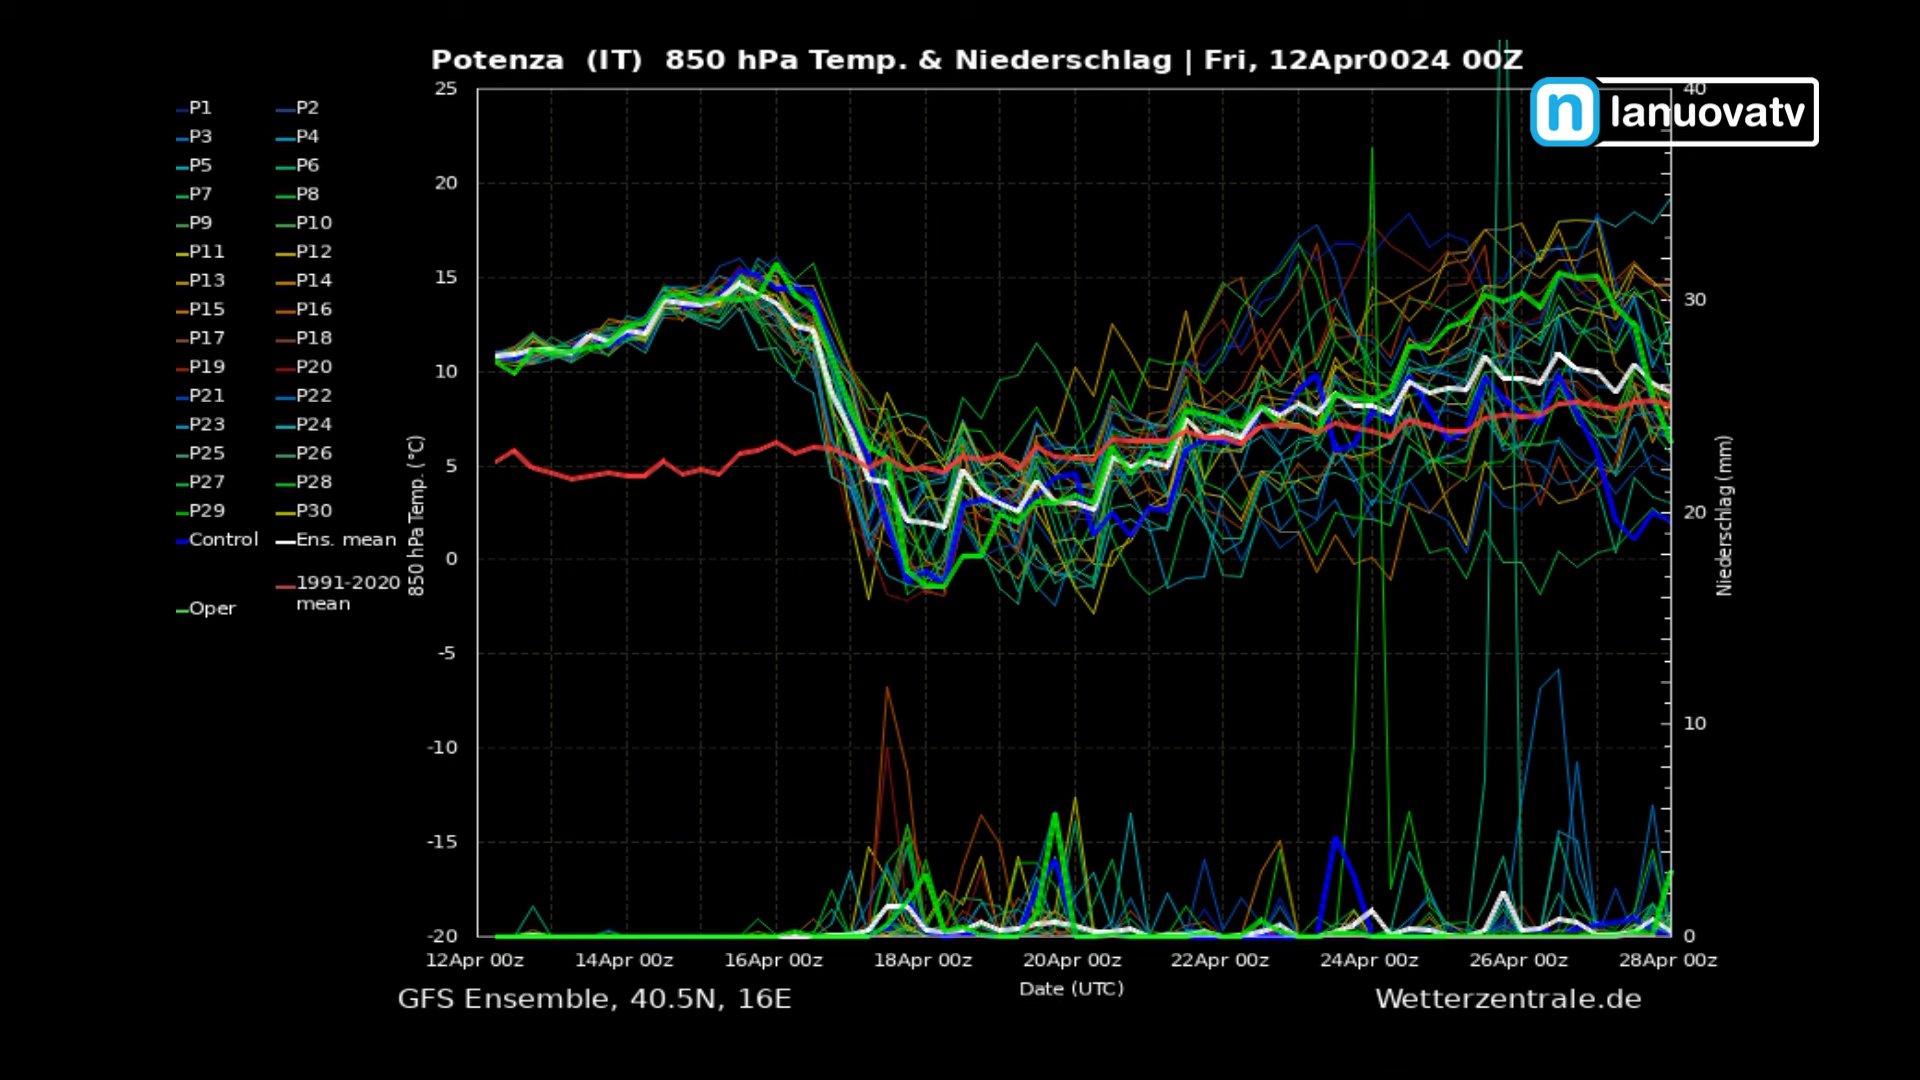 Potenza (IT) 850 hPa Temp. & Niederschlag | Fri, 12Apr0024 00Z
n lanuovatv
P1 P2
P3 P4
P5 P6
P7 P8
P9 P10
P11 P12
P13 P14
P15 P16
P17 P18
P19 P20
P21 P22
P23 P24
P25 P26
P27 P28
P29 P30
Control Ens. mean
1991-2020
mean
Oper
850 hPa Temp. (°C)
25
20
15
10
5
0
-5
-10
-15
-20
40
30
20
10
0
Niederschlag (mm)
12Apr 00z 14Apr 00z 16Apr 00z 18Apr 00z 20Apr 00z 22Apr 00z 24Apr 00z 26Apr 00z 28Apr 00z
Date (UTC)
GFS Ensemble, 40.5N, 16E
Wetterzentrale.de